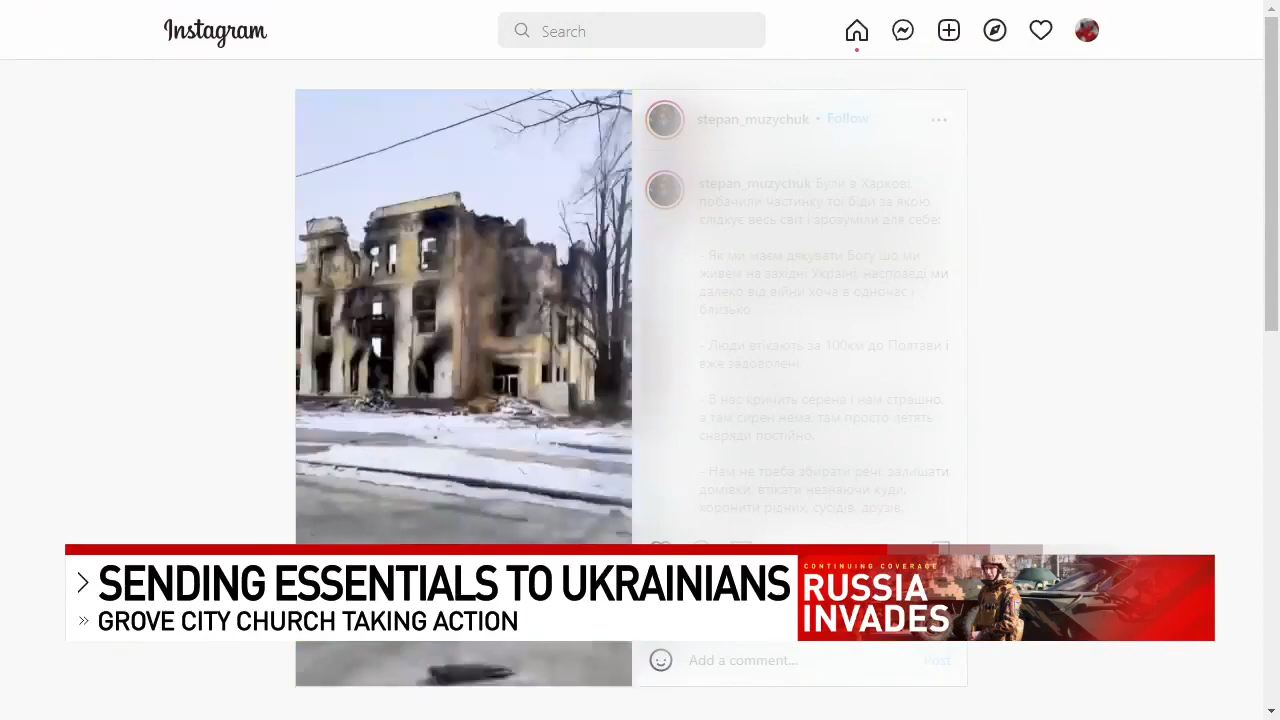 Instagram
Search
stepan_muzychuk • Follow
stepan_muzychuk Були в Харкові,
побачили частинку тої біди за якою
слідкує весь світ і зрозуміли для себе:
- Як ми маєм дякувати Богу шо ми
живем на західні Україні, насправді ми
далеко від війни хоча в одночас і
близько.
- Люди втікають за 100км до Полтави і
вже задоволені.
- В нас кричить серена і нам страшно,
а там сирен нема, там просто летять
снаряди постійно.
- Нам не треба збирати речі, залишати
домівки, втікати незнаючи куди,
хоронити рідних, сусідів, друзів.
SENDING ESSENTIALS TO UKRAINIANS
GROVE CITY CHURCH TAKING ACTION
CONTINUING COVERAGE
RUSSIA
INVADES
Add a comment...
Post